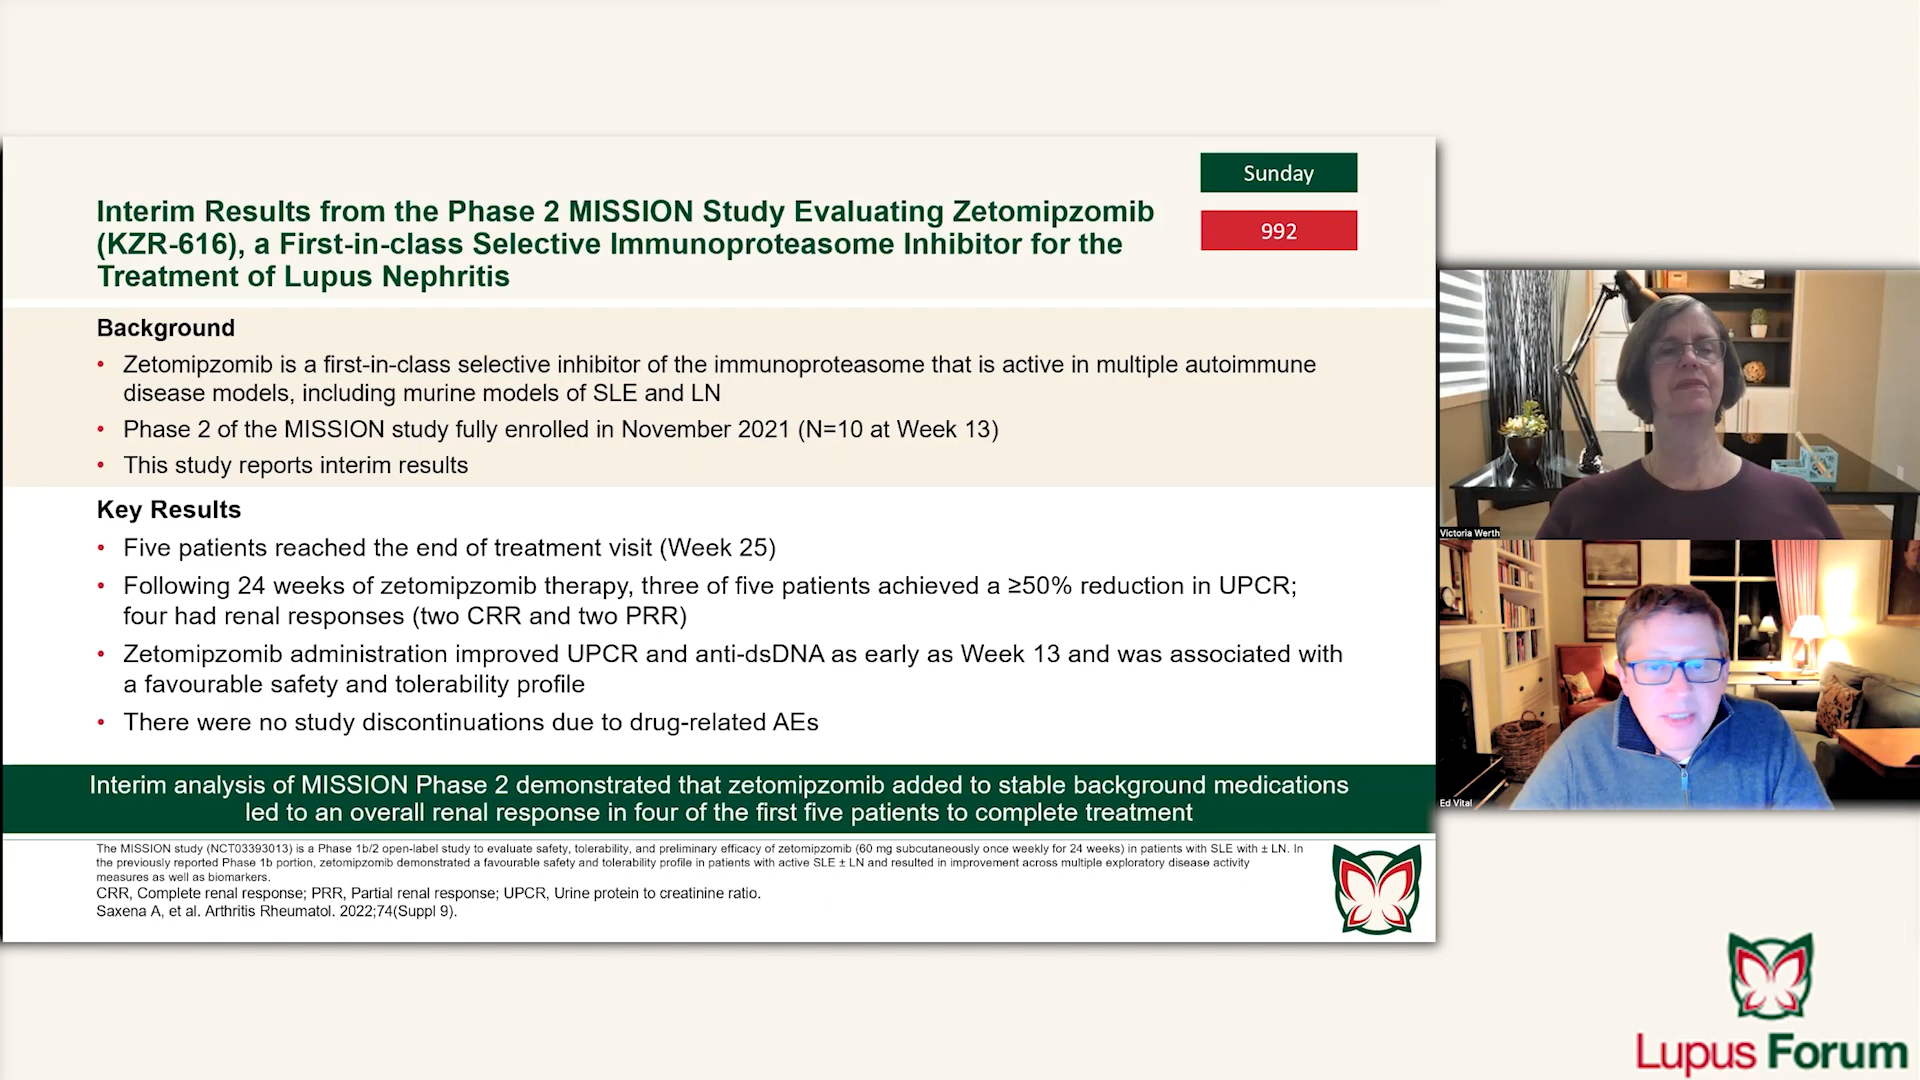 Sunday
992
Interim Results from the Phase 2 MISSION Study Evaluating Zetomipzomib
(KZR-616), a First-in-class Selective Immunoproteasome Inhibitor for the
Treatment of Lupus Nephritis
Background
• Zetomipzomib is a first-in-class selective inhibitor of the immunoproteasome that is active in multiple autoimmune
disease models, including murine models of SLE and LN
• Phase 2 of the MISSION study fully enrolled in November 2021 (N=10 at Week 13)
• This study reports interim results
Key Results
• Five patients reached the end of treatment visit (Week 25)
• Following 24 weeks of zetomipzomib therapy, three of five patients achieved a ≥50% reduction in UPCR;
four had renal responses (two CRR and two PRR)
• Zetomipzomib administration improved UPCR and anti-dsDNA as early as Week 13 and was associated with
a favourable safety and tolerability profile
• There were no study discontinuations due to drug-related AEs
Interim analysis of MISSION Phase 2 demonstrated that zetomipzomib added to stable background medications
led to an overall renal response in four of the first five patients to complete treatment
The MISSION study (NCT03393013) is a Phase 1b/2 open-label study to evaluate safety, tolerability, and preliminary efficacy of zetomipzomib (60 mg subcutaneously once weekly for 24 weeks) in patients with SLE with ± LN. In
the previously reported Phase 1b portion, zetomipzomib demonstrated a favourable safety and tolerability profile in patients with active SLE ± LN and resulted in improvement across multiple exploratory disease activity
measures as well as biomarkers.
CRR, Complete renal response; PRR, Partial renal response; UPCR, Urine protein to creatinine ratio.
Saxena A, et al. Arthritis Rheumatol. 2022;74(Suppl 9).
Victoria Werth
Ed Vital
Lupus Forum